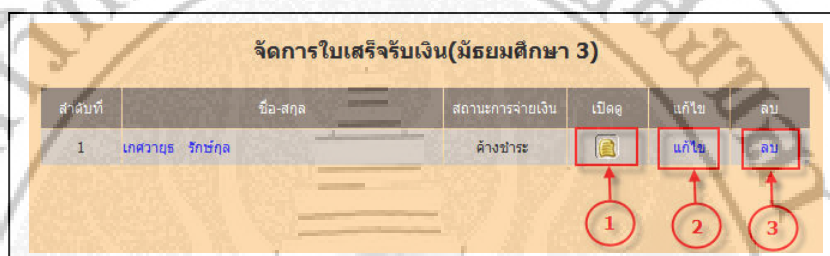 จัดการใบเสร็จรับเงิน(มัธยมศึกษา 3)
ลำดับที่ ชื่อ-สกุล สถานะการจ่ายเงิน เปิดดู แก้ไข ลบ
1 เกศวายุธ รักษ์กุล ค้างชำระ แก้ไข ลบ
1 2 3